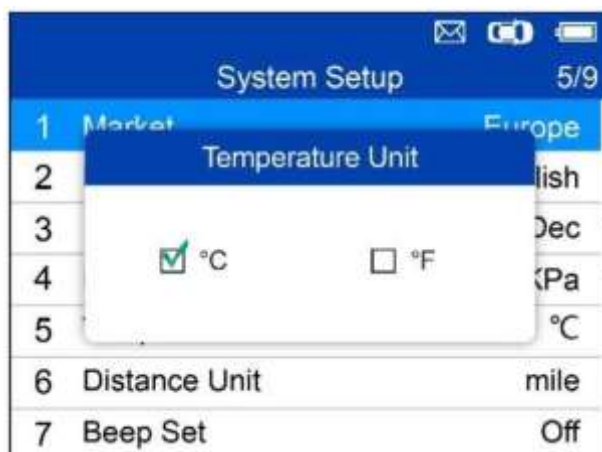 System Setup 5/9
1 Market Europe
Temperature Unit
2 lish
3 Dec
°C °F
4 KPa
5 °C
6 Distance Unit mile
7 Beep Set Off